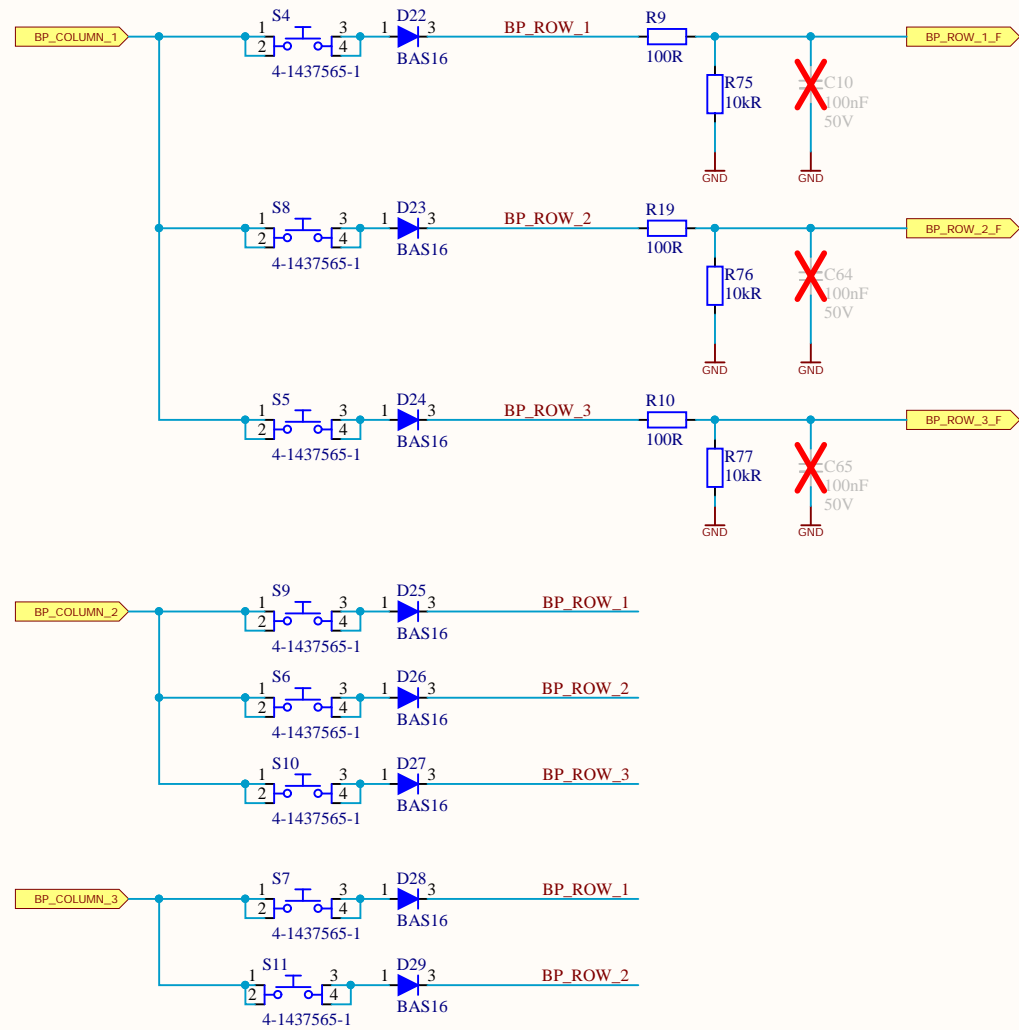 BP_COLUMN_1
S4
1
2
3
4
4-1437565-1
D22
1
3
BAS16
BP_ROW_1
R9
100R
R75
10kR
GND
C10
100nF
50V
GND
BP_ROW_1_F
S8
1
2
3
4
4-1437565-1
D23
1
3
BAS16
BP_ROW_2
R19
100R
R76
10kR
GND
C64
100nF
50V
GND
BP_ROW_2_F
S5
1
2
3
4
4-1437565-1
D24
1
3
BAS16
BP_ROW_3
R10
100R
R77
10kR
GND
C65
100nF
50V
GND
BP_ROW_3_F
BP_COLUMN_2
S9
1
2
3
4
4-1437565-1
D25
1
3
BAS16
BP_ROW_1
S6
1
2
3
4
4-1437565-1
D26
1
3
BAS16
BP_ROW_2
S10
1
2
3
4
4-1437565-1
D27
1
3
BAS16
BP_ROW_3
BP_COLUMN_3
S7
1
2
3
4
4-1437565-1
D28
1
3
BAS16
BP_ROW_1
S11
1
2
3
4
4-1437565-1
D29
1
3
BAS16
BP_ROW_2